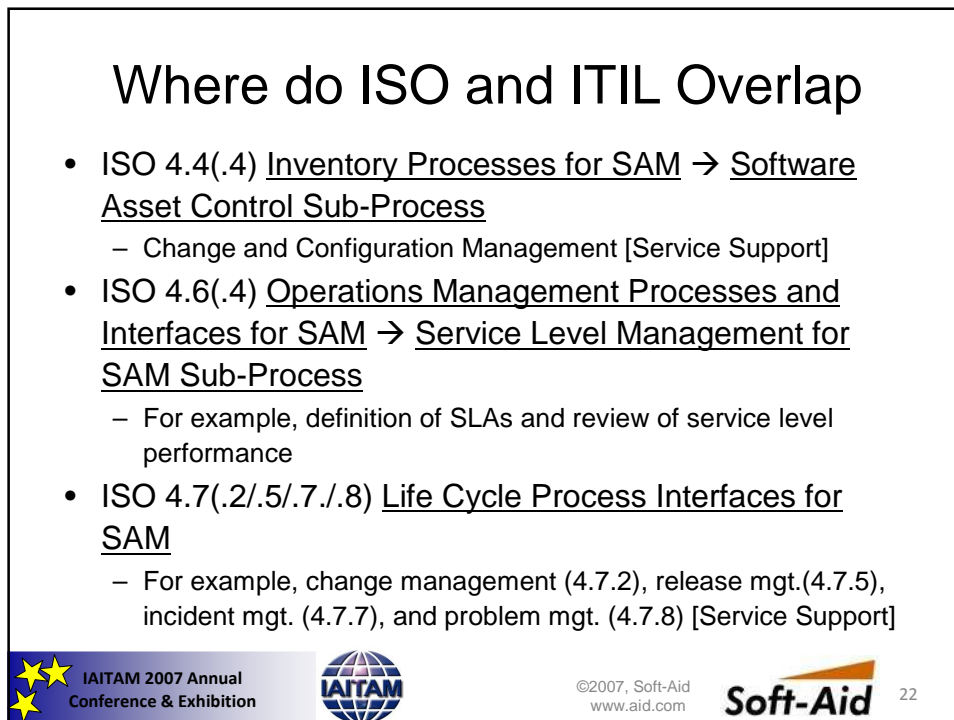 Where do ISO and ITIL Overlap
• ISO 4.4(.4) Inventory Processes for SAM → Software
Asset Control Sub-Process
– Change and Configuration Management [Service Support]
• ISO 4.6(.4) Operations Management Processes and
Interfaces for SAM → Service Level Management for
SAM Sub-Process
– For example, definition of SLAs and review of service level
performance
• ISO 4.7(.2/.5/.7./.8) Life Cycle Process Interfaces for
SAM
– For example, change management (4.7.2), release mgt.(4.7.5),
incident mgt. (4.7.7), and problem mgt. (4.7.8) [Service Support]
IAITAM 2007 Annual
Conference & Exhibition
IAITAM
©2007, Soft-Aid
www.aid.com
Soft-Aid
22